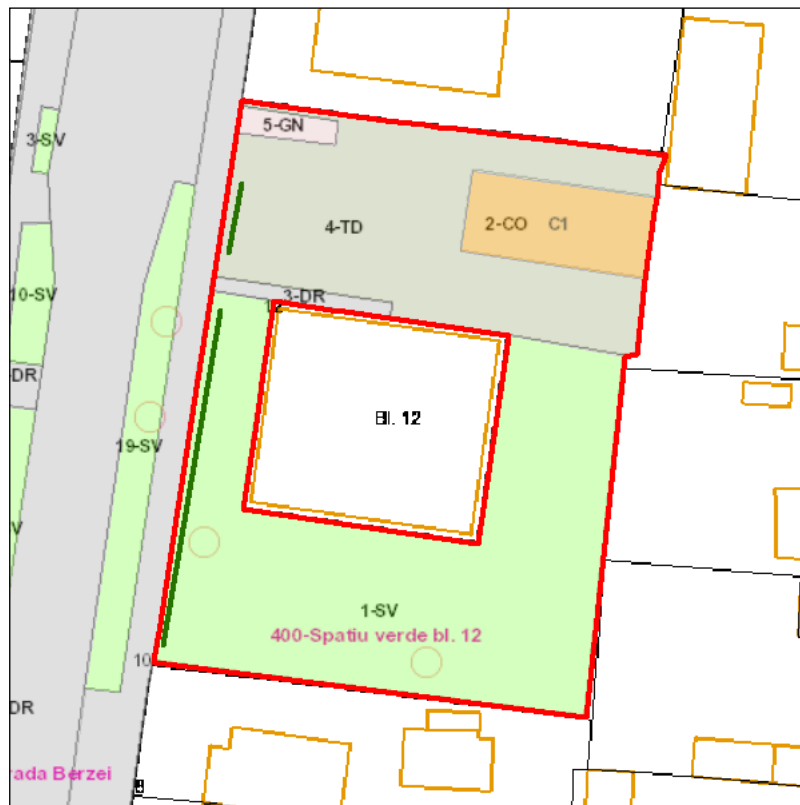 5-GN
3-SV
4-TD
2-CO C1
10-SV
3-DR
12
DR
Bl. 12
19-SV
V
1-SV
400-Spatiu verde bl. 12
10
DR
rada Berzei